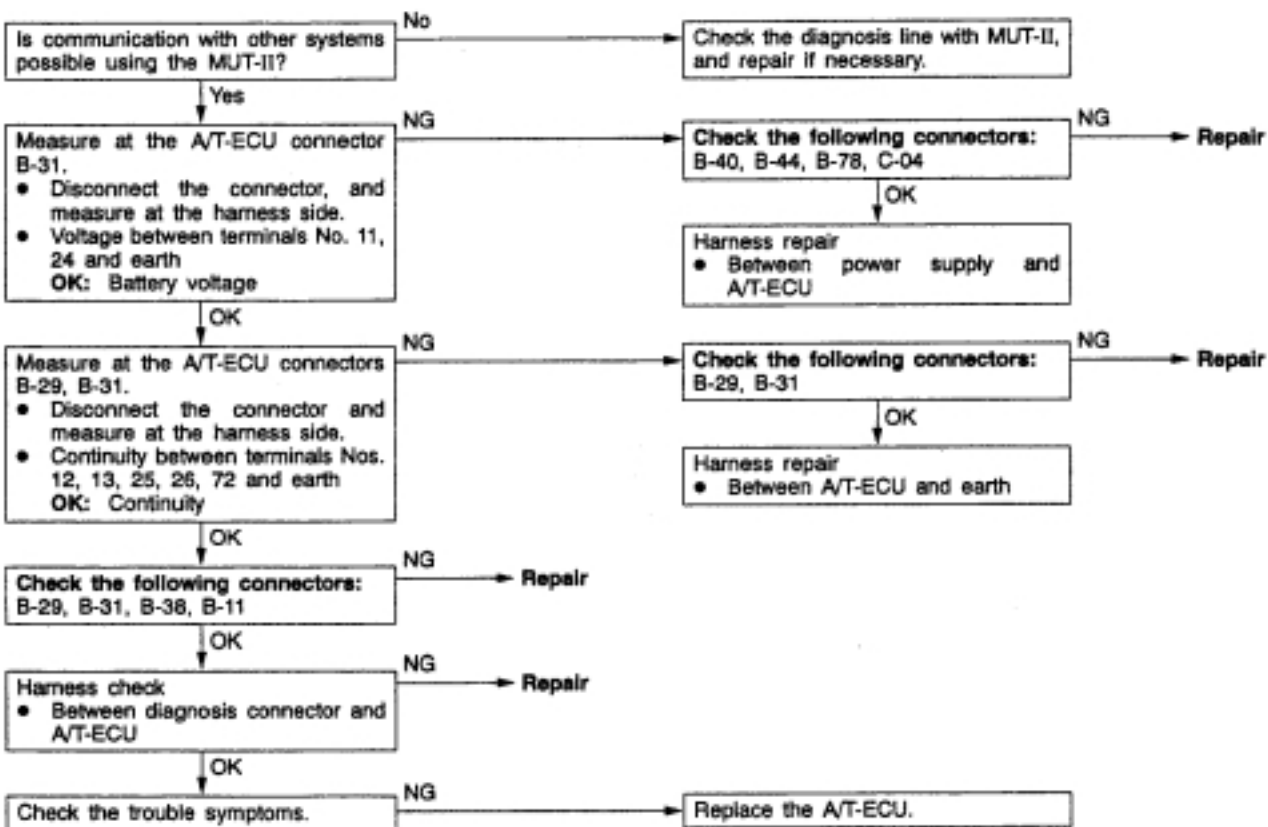 Is communication with other systems
possible using the MUT-II?
No
Check the diagnosis line with MUT-II,
and repair if necessary.
Yes
Measure at the A/T-ECU connector
B-31.
● Disconnect the connector, and
measure at the harness side.
● Voltage between terminals No. 11,
24 and earth
OK: Battery voltage
NG
Check the following connectors:
B-40, B-44, B-78, C-04
NG
Repair
OK
Harness repair
● Between power supply and
A/T-ECU
OK
Measure at the A/T-ECU connectors
B-29, B-31.
● Disconnect the connector and
measure at the harness side.
● Continuity between terminals Nos.
12, 13, 25, 26, 72 and earth
OK: Continuity
NG
Check the following connectors:
B-29, B-31
NG
Repair
OK
Harness repair
● Between A/T-ECU and earth
OK
Check the following connectors:
B-29, B-31, B-38, B-11
NG
Repair
OK
Harness check
● Between diagnosis connector and
A/T-ECU
NG
Repair
OK
Check the trouble symptoms.
NG
Replace the A/T-ECU.